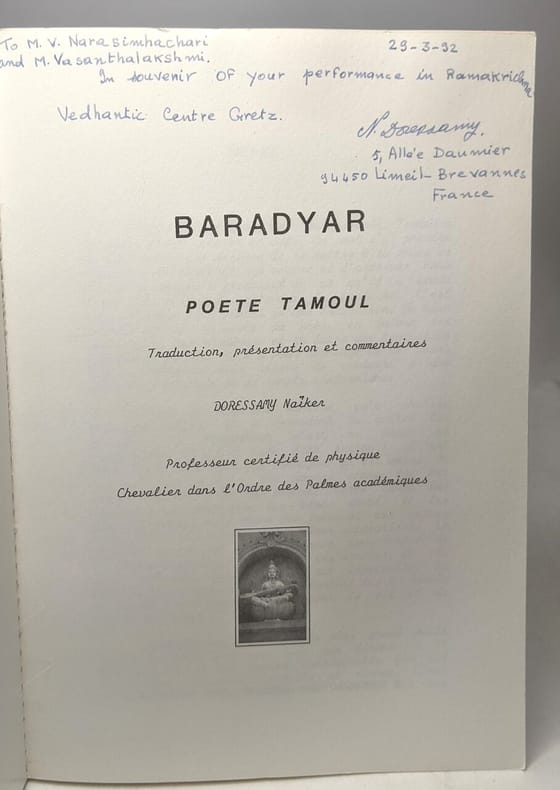 To M. V. Narasimhachari
and M. Vasanthalakshmi.
29-3-92
In souvenir OF your performance in Ramakrichna
Vedhantic Centre Gretz.
N. Doressamy.
5, Allée Daumier
94450 Limeil-Brevannes
France
BARADYAR
POETE TAMOUL
Traduction, présentation et commentaires
DORESSAMY Naïker
Professeur certifié de physique
Chevalier dans l'Ordre des Palmes académiques